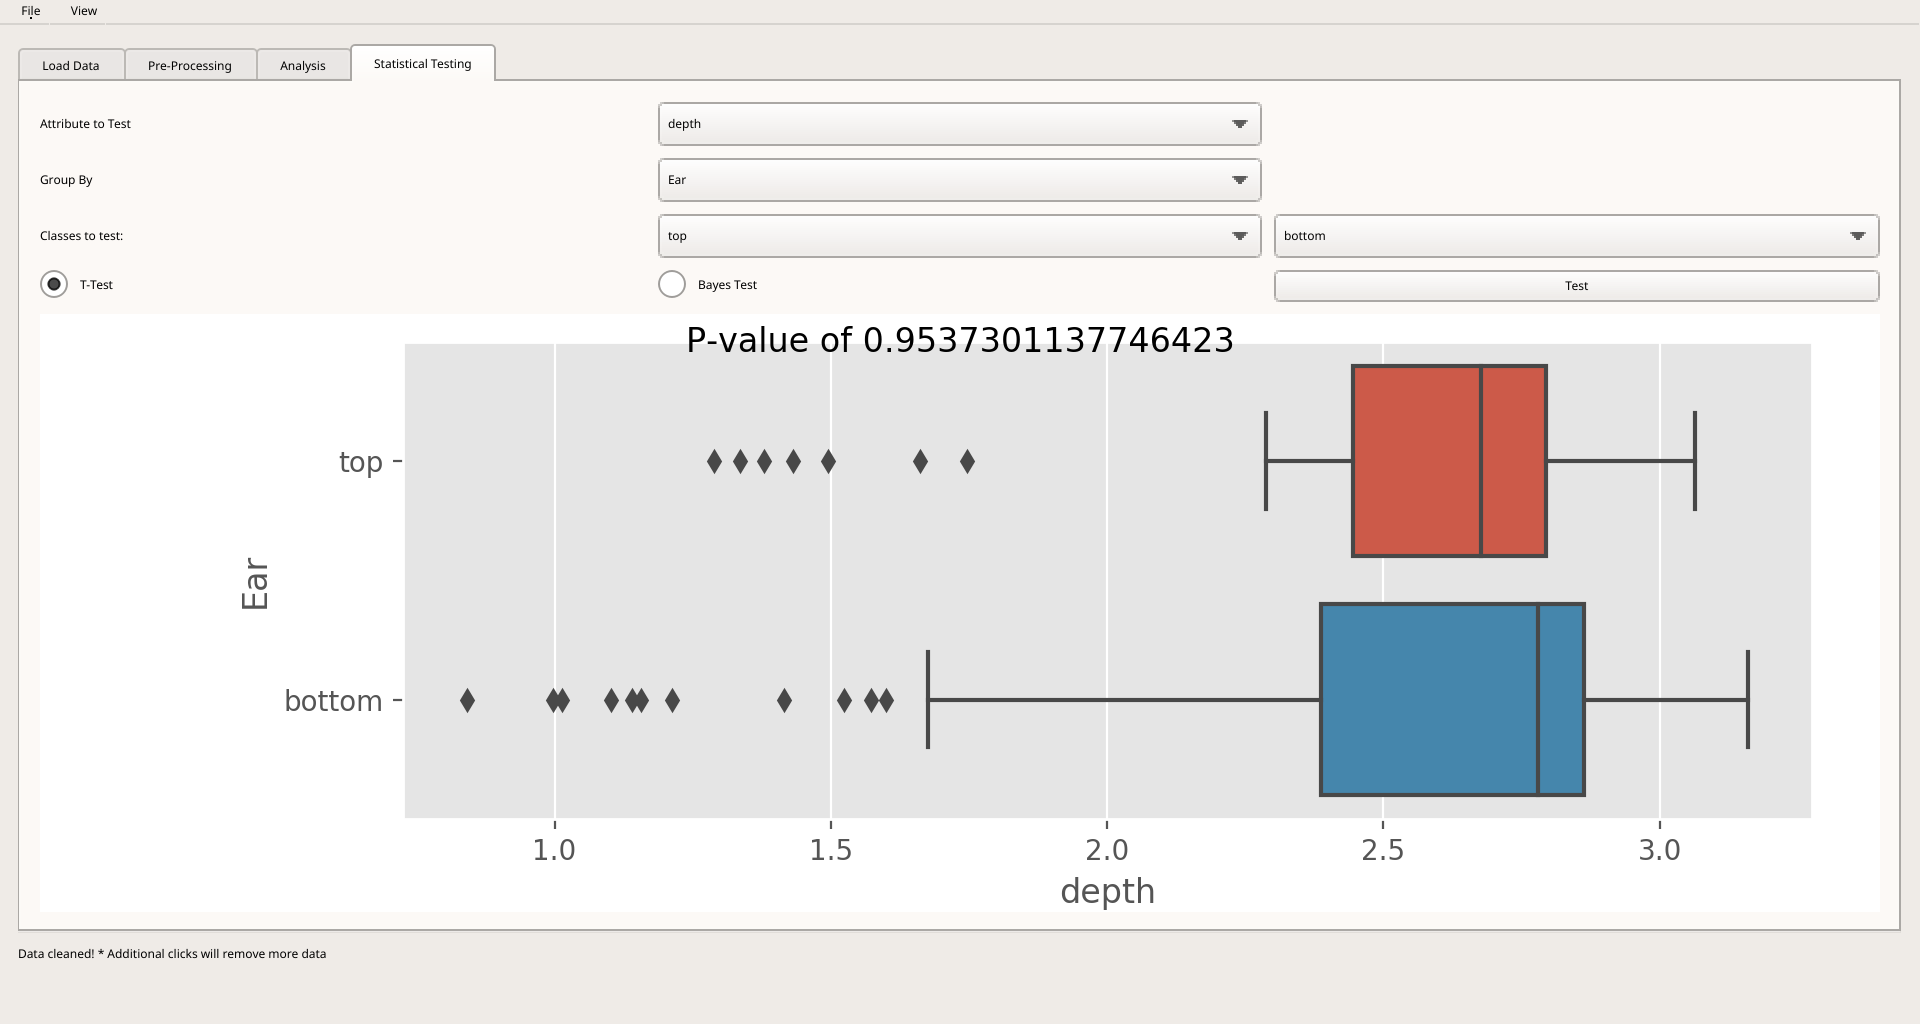 File View
Load Data Pre-Processing Analysis Statistical Testing
Attribute to Test depth
Group By Ear
Classes to test: top bottom
T-Test Bayes Test Test
P-value of 0.9537301137746423
top
Ear
bottom
1.0 1.5 2.0 2.5 3.0
depth
Data cleaned! * Additional clicks will remove more data